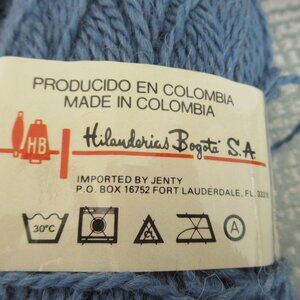 PRODUCIDO EN COLOMBIA
MADE IN COLOMBIA
HB
Hilanderias Bogotá S.A.
IMPORTED BY JENTY
P.O. BOX 16752 FORT LAUDERDALE, FL.
30°C
A